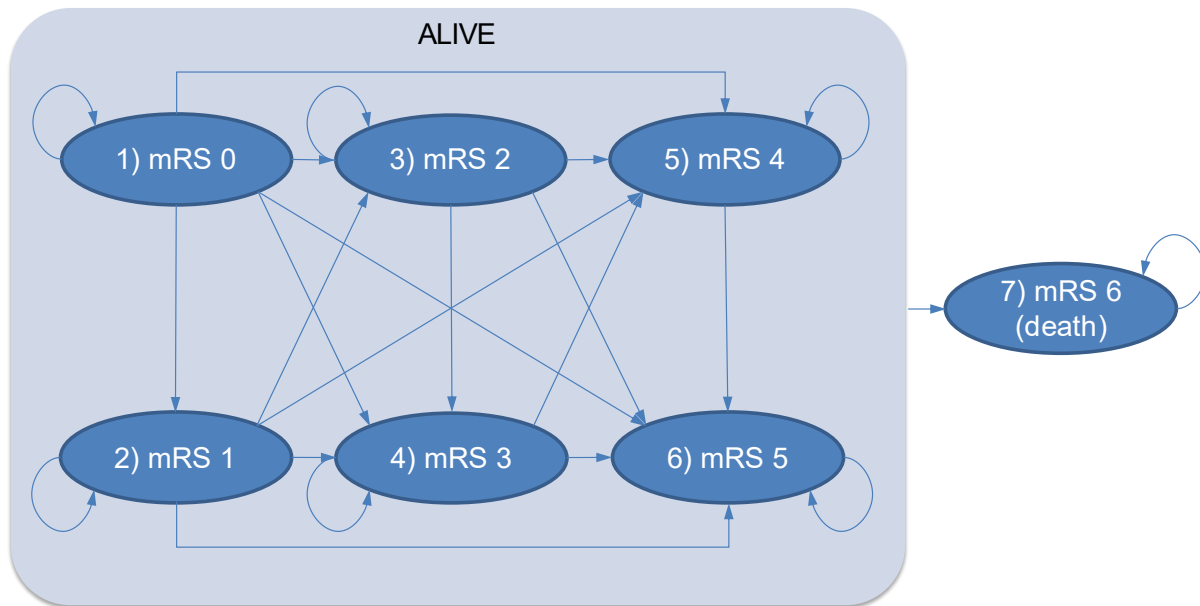 ALIVE
1) mRS 0
3) mRS 2
5) mRS 4
7) mRS 6
(death)
2) mRS 1
4) mRS 3
6) mRS 5